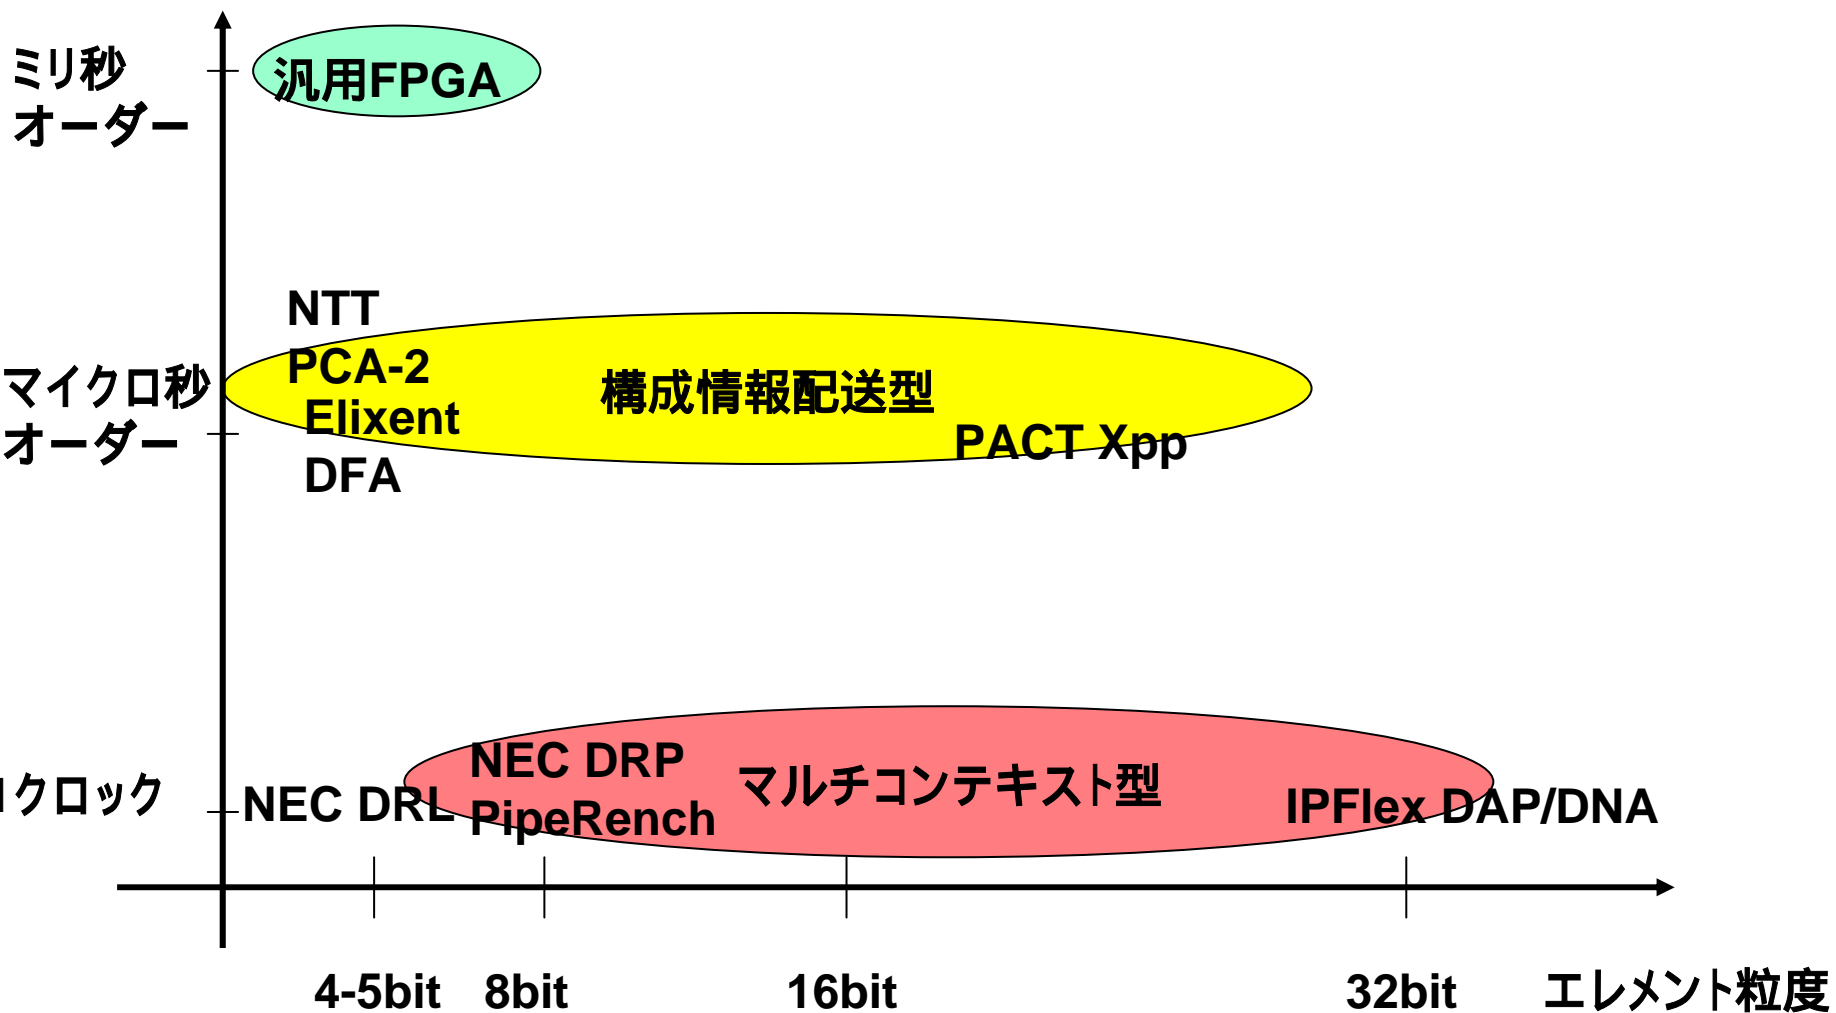 ミリ秒
オーダー
汎用FPGA
NTT
PCA-2
Elixent
DFA
マイクロ秒
オーダー
構成情報配送型
PACT Xpp
クロック
NEC DRL
NEC DRP
PipeRench
マルチコンテキスト型
IPFlex DAP/DNA
4-5bit
8bit
16bit
32bit
エレメント粒度